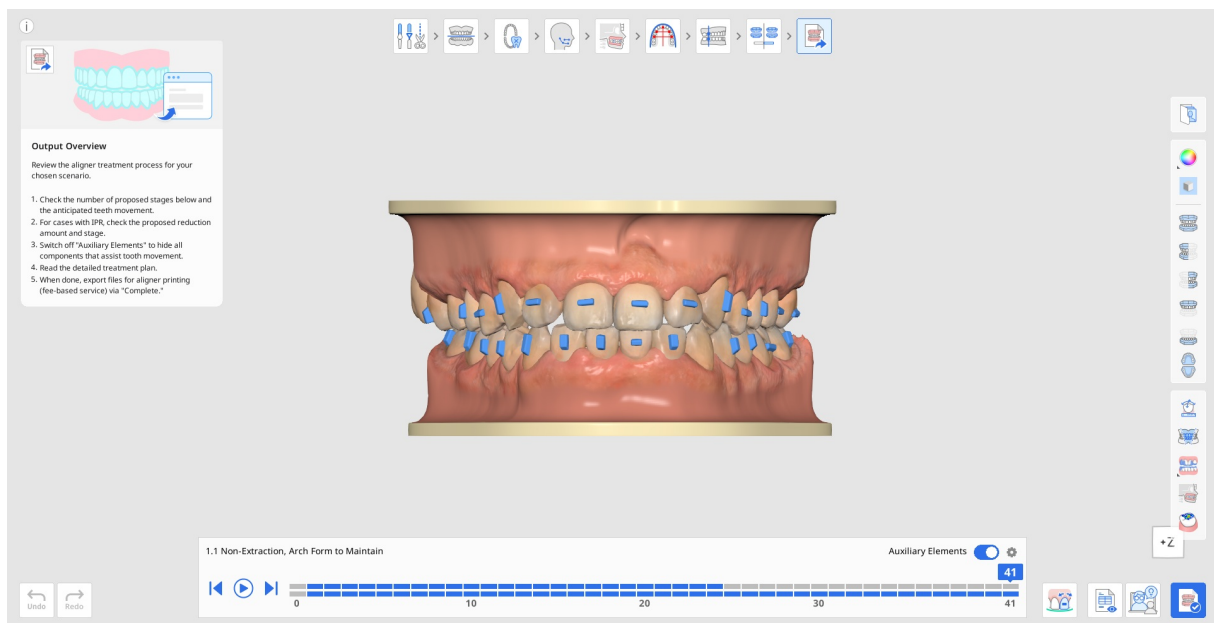 Output Overview
Review the aligner treatment process for your
chosen scenario.
1. Check the number of proposed stages below and
the anticipated teeth movement.
2. For cases with IPR, check the proposed reduction
amount and stage.
3. Switch off "Auxiliary Elements" to hide all
components that assist tooth movement.
4. Read the detailed treatment plan.
5. When done, export files for aligner printing
(fee-based service) via "Complete."
+Z
1.1 Non-Extraction, Arch Form to Maintain
Auxiliary Elements
41
0 10 20 30 41
Undo Redo